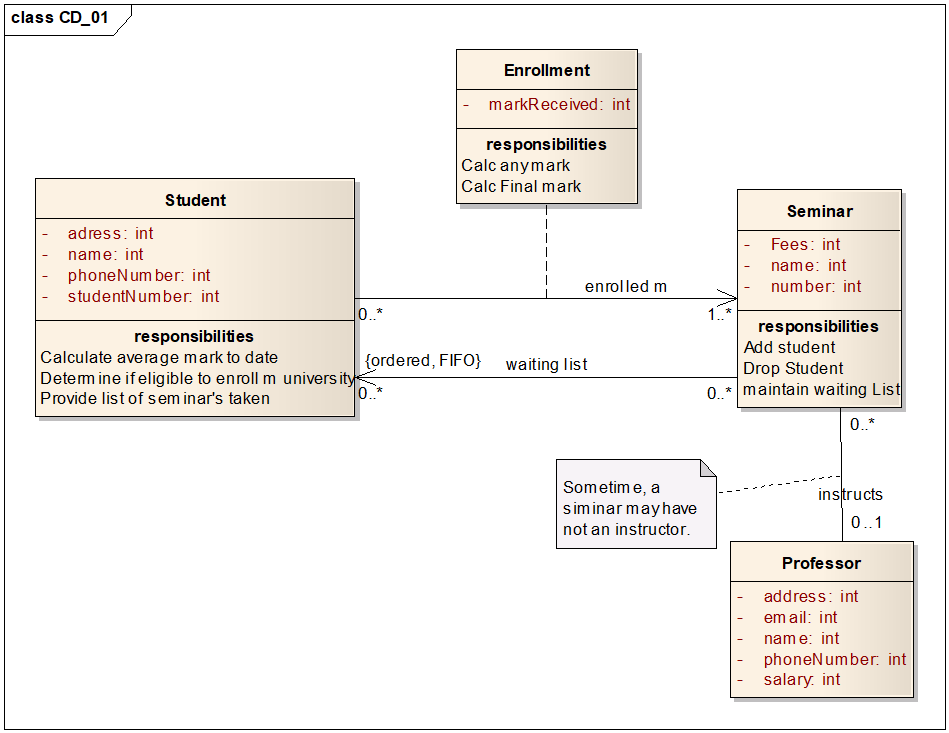 class CD_01
Enrollment
- markReceived: int
responsibilities
Calc anymark
Calc Final mark
Student
- adress: int
- name: int
- phoneNumber: int
- studentNumber: int
responsibilities
Calculate average mark to date
Determine if eligible to enroll m university
Provide list of seminar's taken
Seminar
- Fees: int
- name: int
- number: int
responsibilities
Add student
Drop Student
maintain waiting List
enrolled m
0..*
1..*
{ordered, FIFO}
waiting list
0..*
0..*
0..*
Sometime, a
siminar may have
not an instructor.
instructs
0..1
Professor
- address: int
- email: int
- name: int
- phoneNumber: int
- salary: int